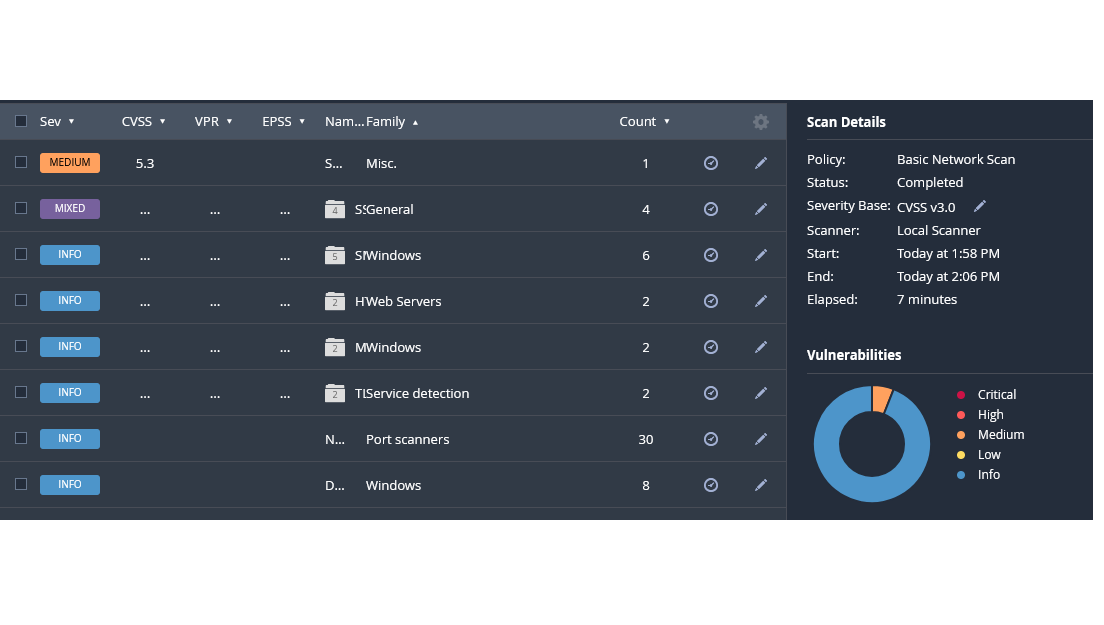 Sev CVSS VPR EPSS Nam... Family Count
MEDIUM 5.3 S... Misc. 1
MIXED ... ... ... 4 General 4
INFO ... ... ... 5 Windows 6
INFO ... ... ... 2 Web Servers 2
INFO ... ... ... 2 Windows 2
INFO ... ... ... 2 Service detection 2
INFO N... Port scanners 30
INFO D... Windows 8
Scan Details
Policy: Basic Network Scan
Status: Completed
Severity Base: CVSS v3.0
Scanner: Local Scanner
Start: Today at 1:58 PM
End: Today at 2:06 PM
Elapsed: 7 minutes
Vulnerabilities
Critical
High
Medium
Low
Info